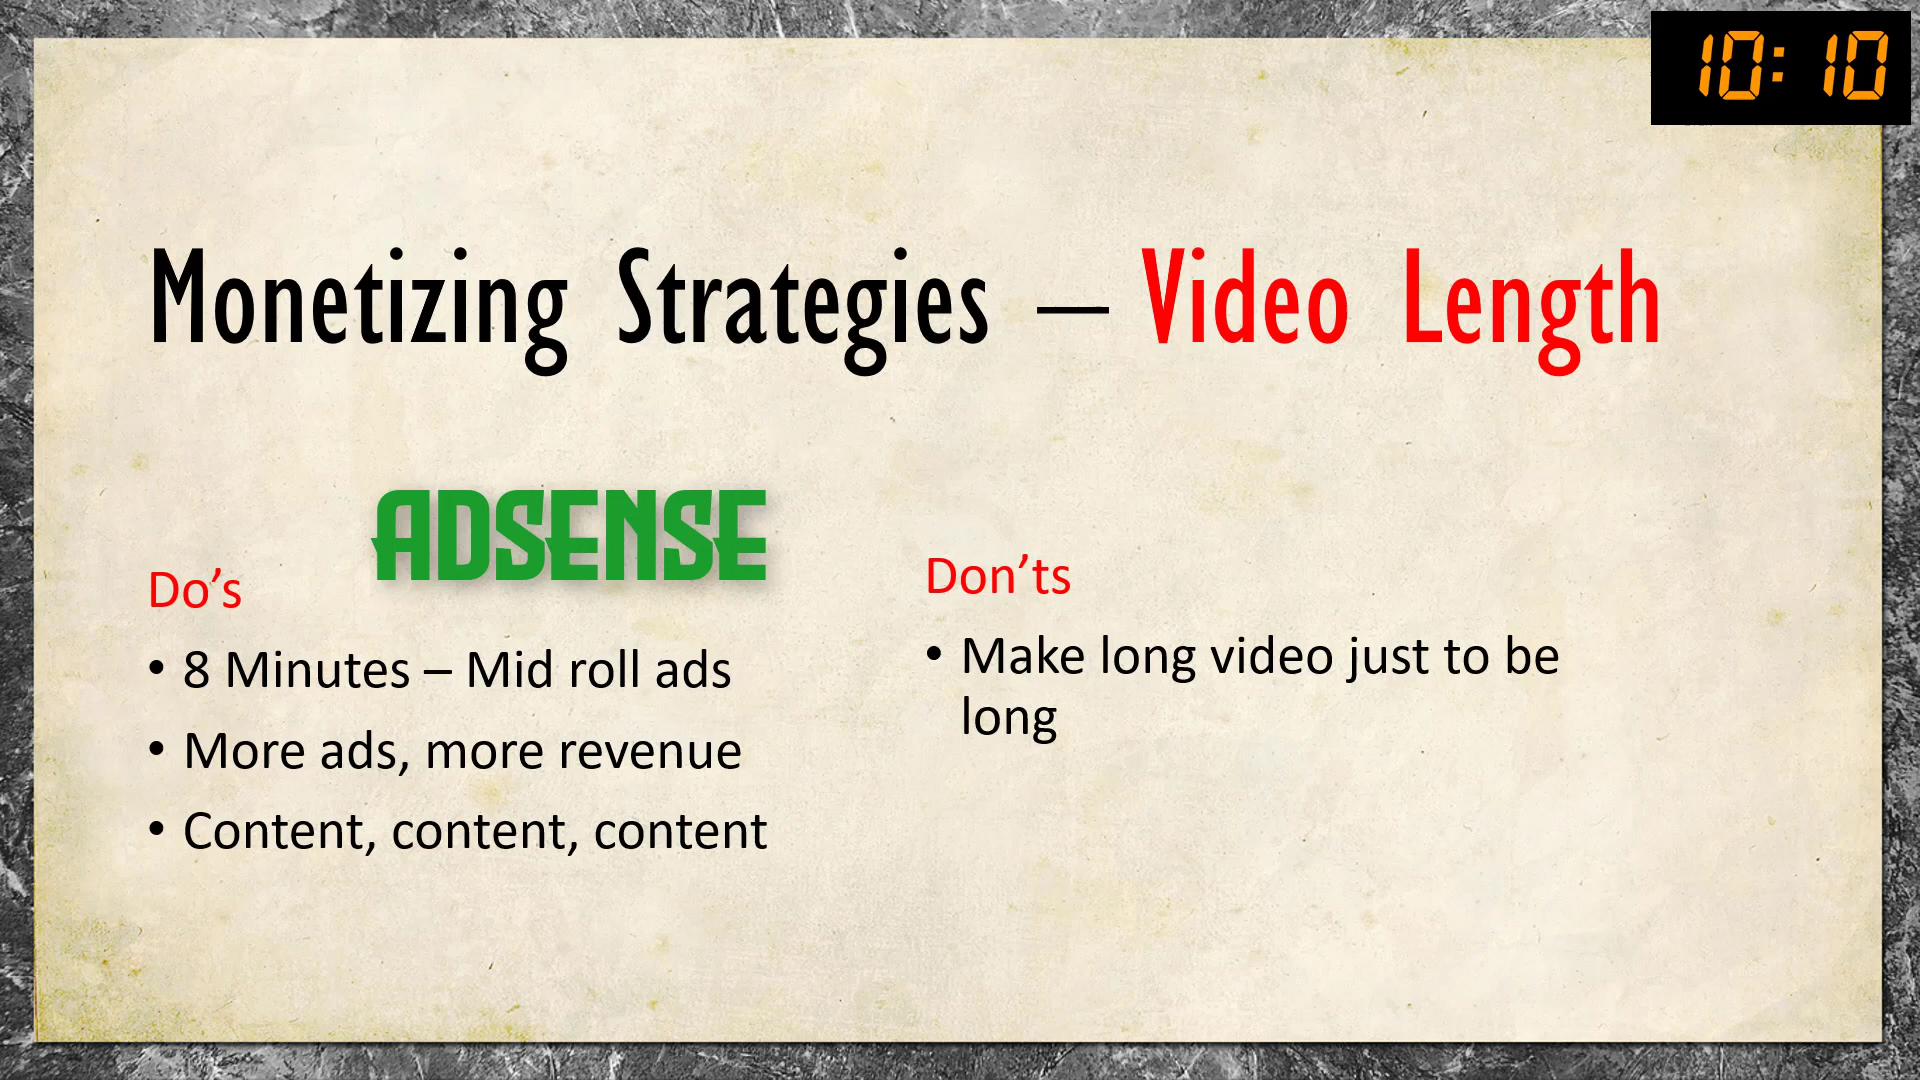 10:10
Monetizing Strategies – Video Length
ADSENSE
Do’s
• 8 Minutes – Mid roll ads
• More ads, more revenue
• Content, content, content
Don’ts
• Make long video just to be
long